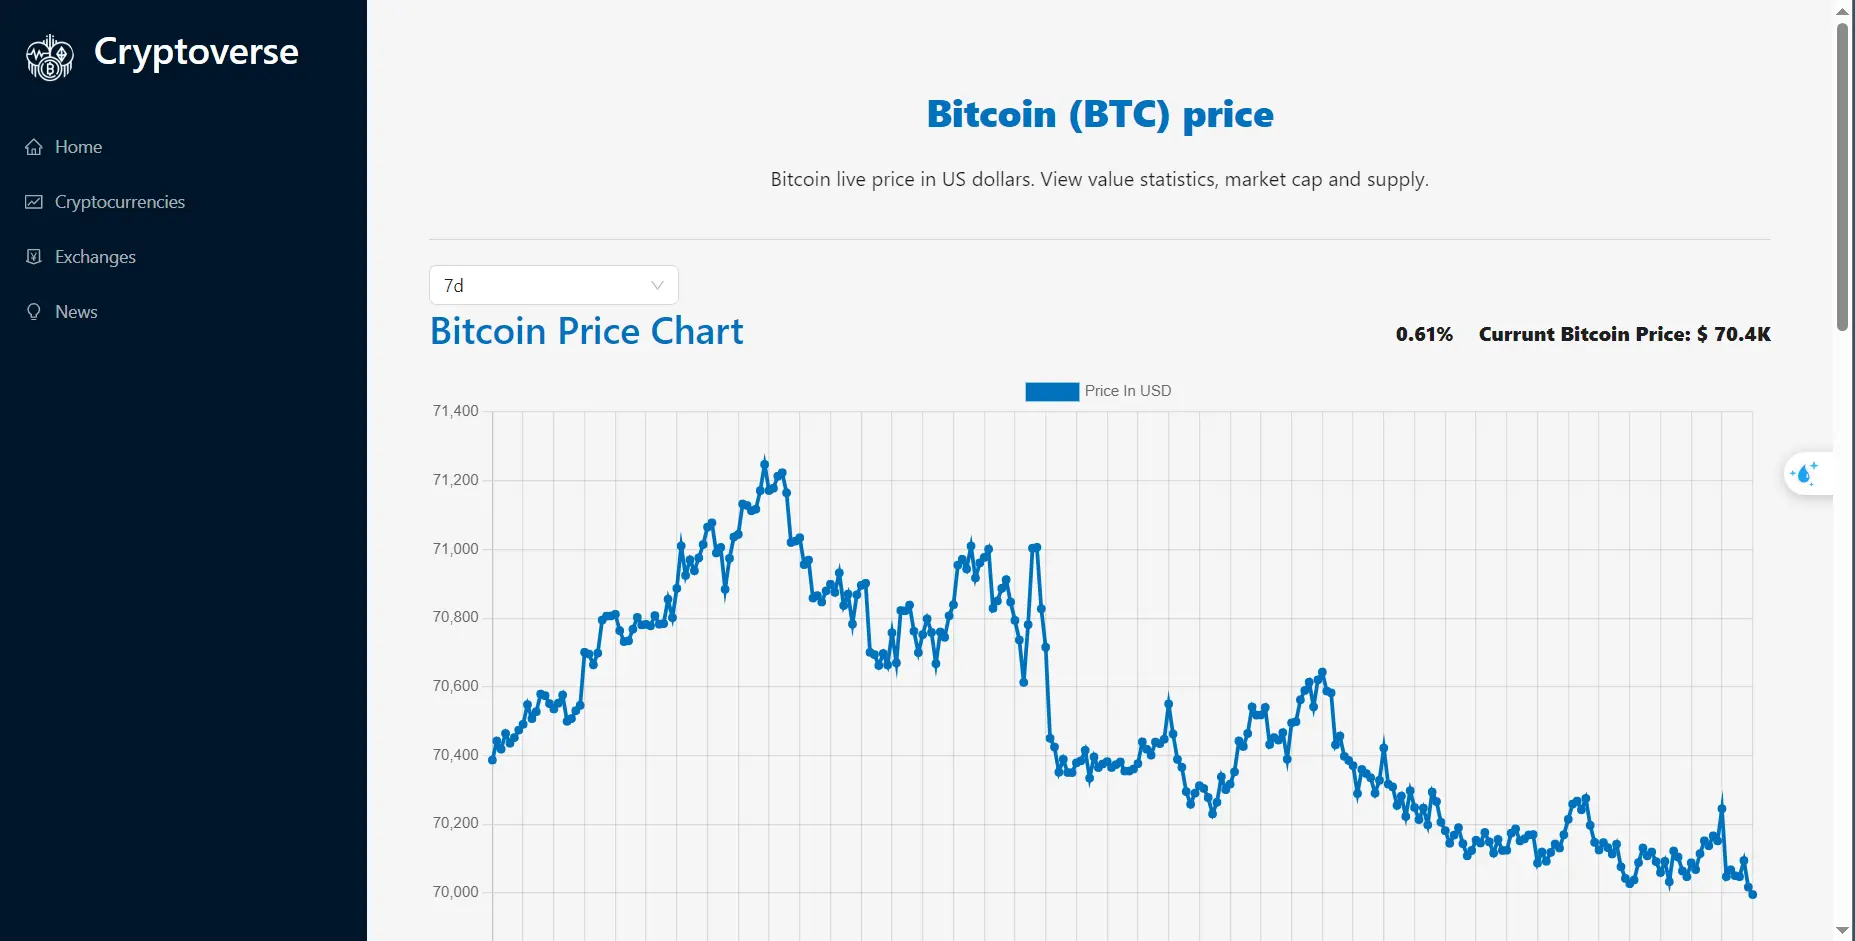 Cryptoverse
Home
Cryptocurrencies
Exchanges
News
Bitcoin (BTC) price
Bitcoin live price in US dollars. View value statistics, market cap and supply.
7d
Bitcoin Price Chart
0.61% Currunt Bitcoin Price: $ 70.4K
Price In USD
71,400
71,200
71,000
70,800
70,600
70,400
70,200
70,000